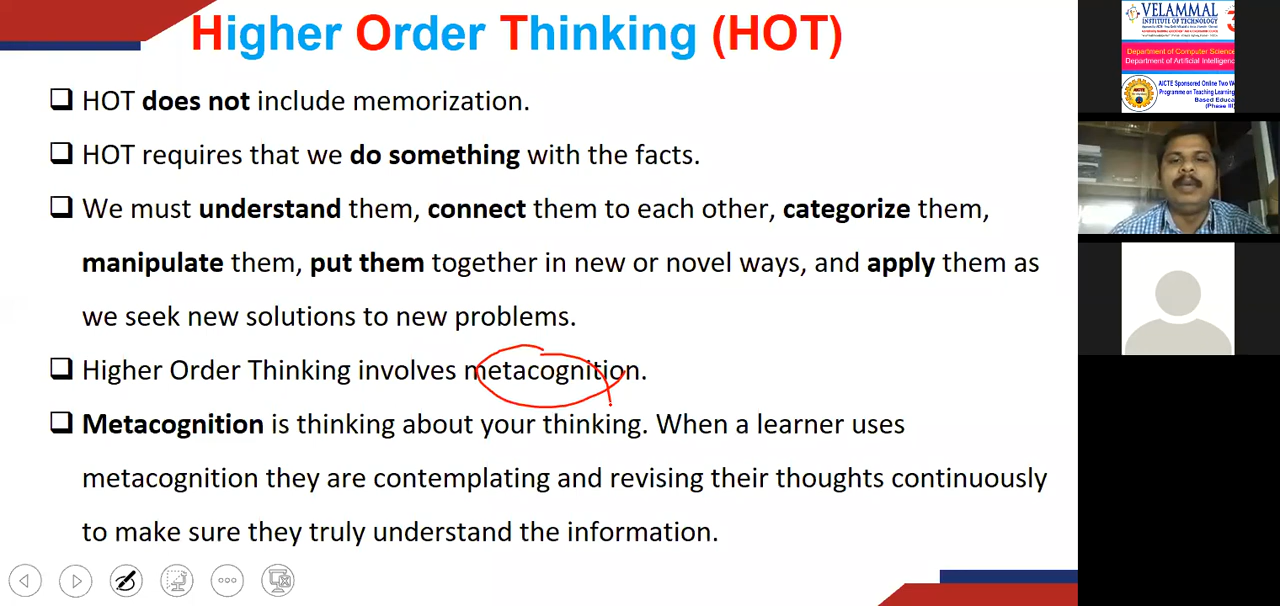 Higher Order Thinking (HOT)
HOT does not include memorization.
HOT requires that we do something with the facts.
We must understand them, connect them to each other, categorize them,
manipulate them, put them together in new or novel ways, and apply them as
we seek new solutions to new problems.
Higher Order Thinking involves metacognition.
Metacognition is thinking about your thinking. When a learner uses
metacognition they are contemplating and revising their thoughts continuously
to make sure they truly understand the information.
VELAMMAL
INSTITUTE OF TECHNOLOGY
Department of Computer Science
Department of Artificial Intelligenc
AICTE Sponsored Online Two W
Programme on Teaching Learning
Based Educa
(Phase III)